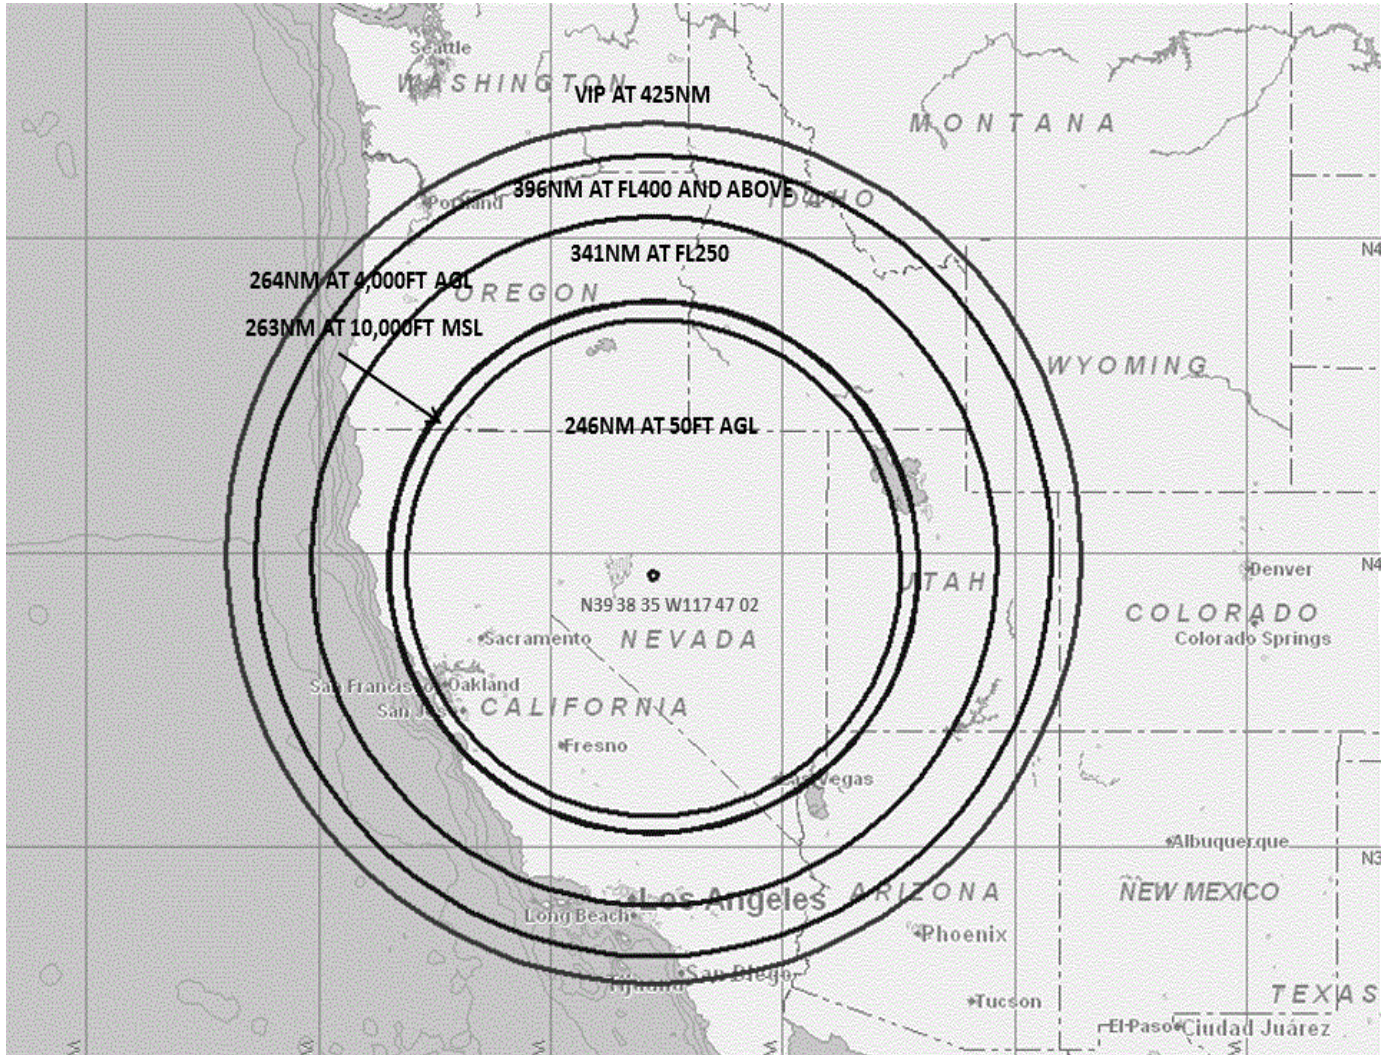 Seattle
WASHINGTON
VIP AT 425NM
MONTANA
396NM AT FL400 AND ABOVE
IDAHO
Portland
341NM AT FL250
N4
264NM AT 4,000FT AGL
OREGON
263NM AT 10,000FT MSL
WYOMING
246NM AT 50FT AGL
N4
Denver
UTAH
N39 38 35 W117 47 02
COLORADO
Sacramento
NEVADA
Colorado Springs
San Francisco
Oakland
San Jose
CALIFORNIA
Fresno
Las Vegas
Albuquerque
N3
Los Angeles
ARIZONA
NEW MEXICO
Long Beach
Phoenix
San Diego
Tijuana
TEXAS
Tucson
El Paso
Ciudad Juárez
W
W
W
W
W
W